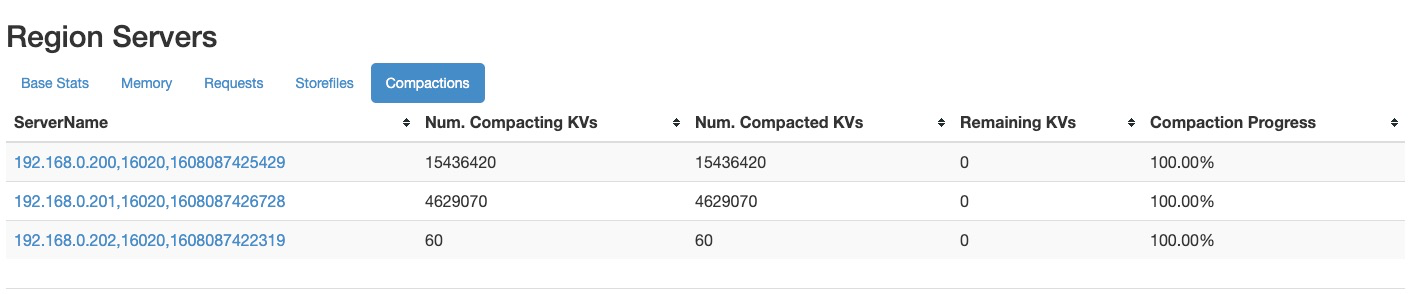 Region Servers
Base Stats Memory Requests Storefiles Compactions
ServerName Num. Compacting KVs Num. Compacted KVs Remaining KVs Compaction Progress
192.168.0.200,16020,1608087425429 15436420 15436420 0 100.00%
192.168.0.201,16020,1608087426728 4629070 4629070 0 100.00%
192.168.0.202,16020,1608087422319 60 60 0 100.00%